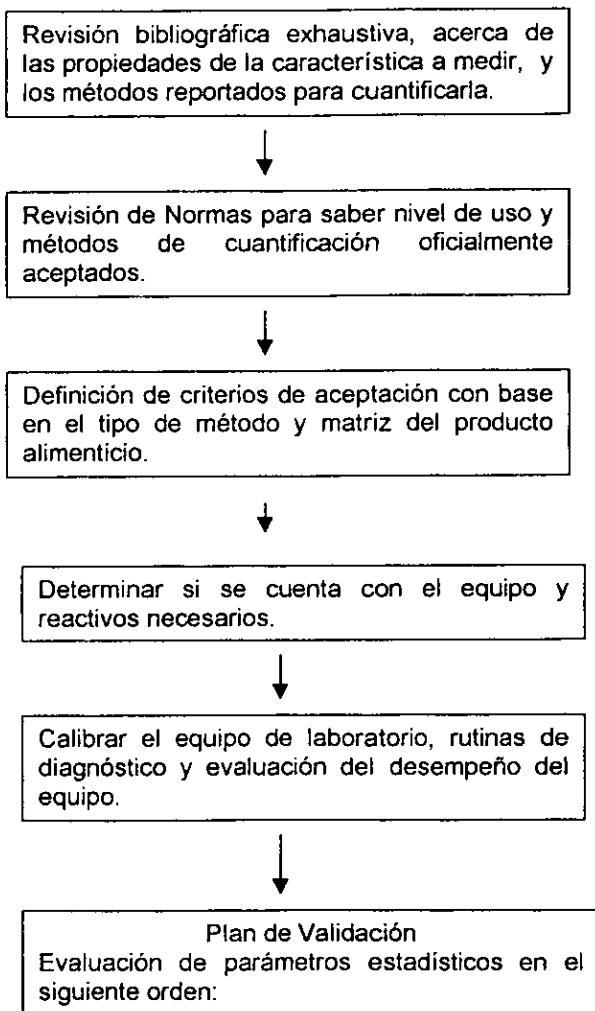 Revisión bibliográfica exhaustiva, acerca de
las propiedades de la característica a medir, y
los métodos reportados para cuantificarla.
Revisión de Normas para saber nivel de uso y
métodos de cuantificación oficialmente
aceptados.
Definición de criterios de aceptación con base
en el tipo de método y matriz del producto
alimenticio.
Determinar si se cuenta con el equipo y
reactivos necesarios.
Calibrar el equipo de laboratorio, rutinas de
diagnóstico y evaluación del desempeño del
equipo.
Plan de Validación
Evaluación de parámetros estadísticos en el
siguiente orden: